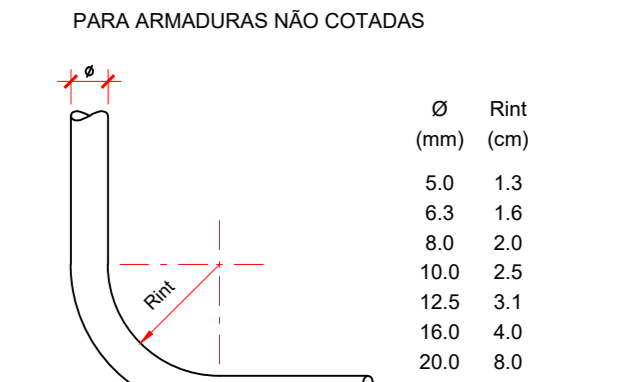 PARA ARMADURAS NÃO COTADAS
ø
Ø Rint
(mm) (cm)
5.0 1.3
6.3 1.6
8.0 2.0
10.0 2.5
12.5 3.1
16.0 4.0
20.0 8.0
Rint